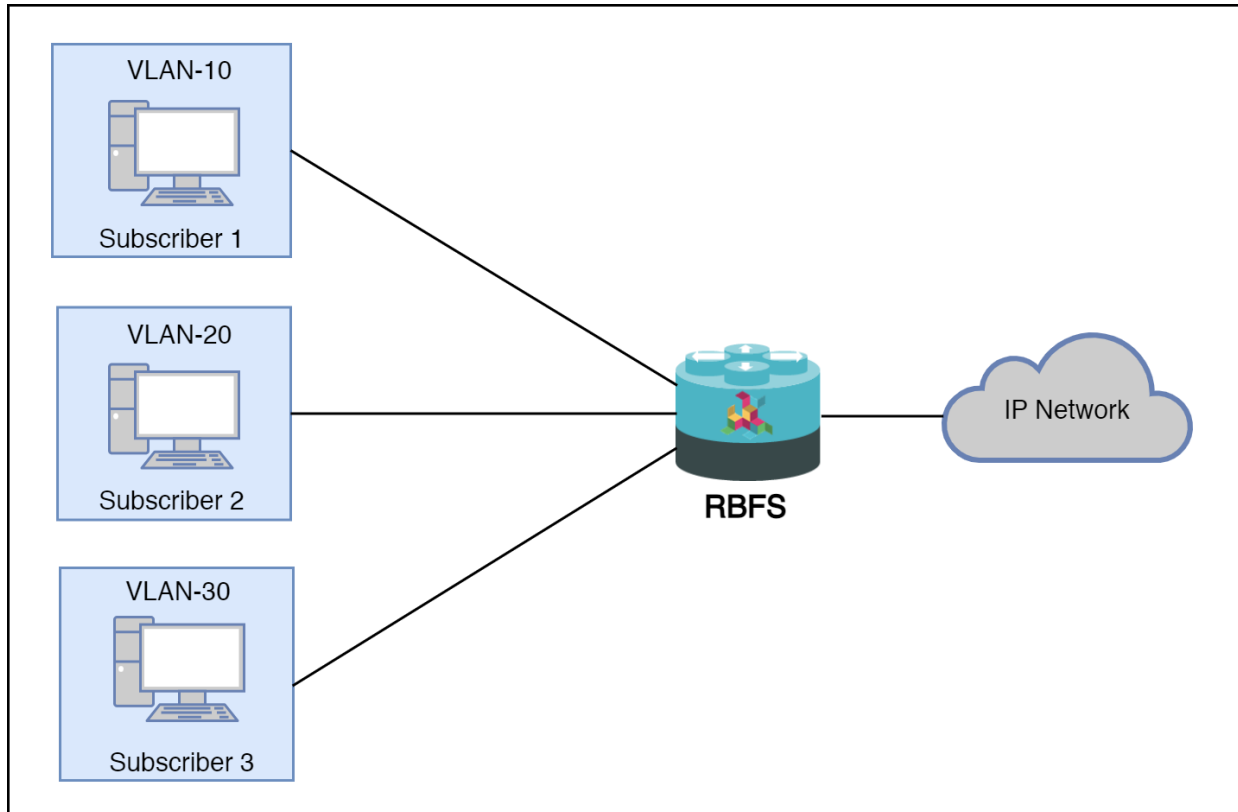 VLAN-10
Subscriber 1
VLAN-20
Subscriber 2
VLAN-30
Subscriber 3
RBFS
IP Network